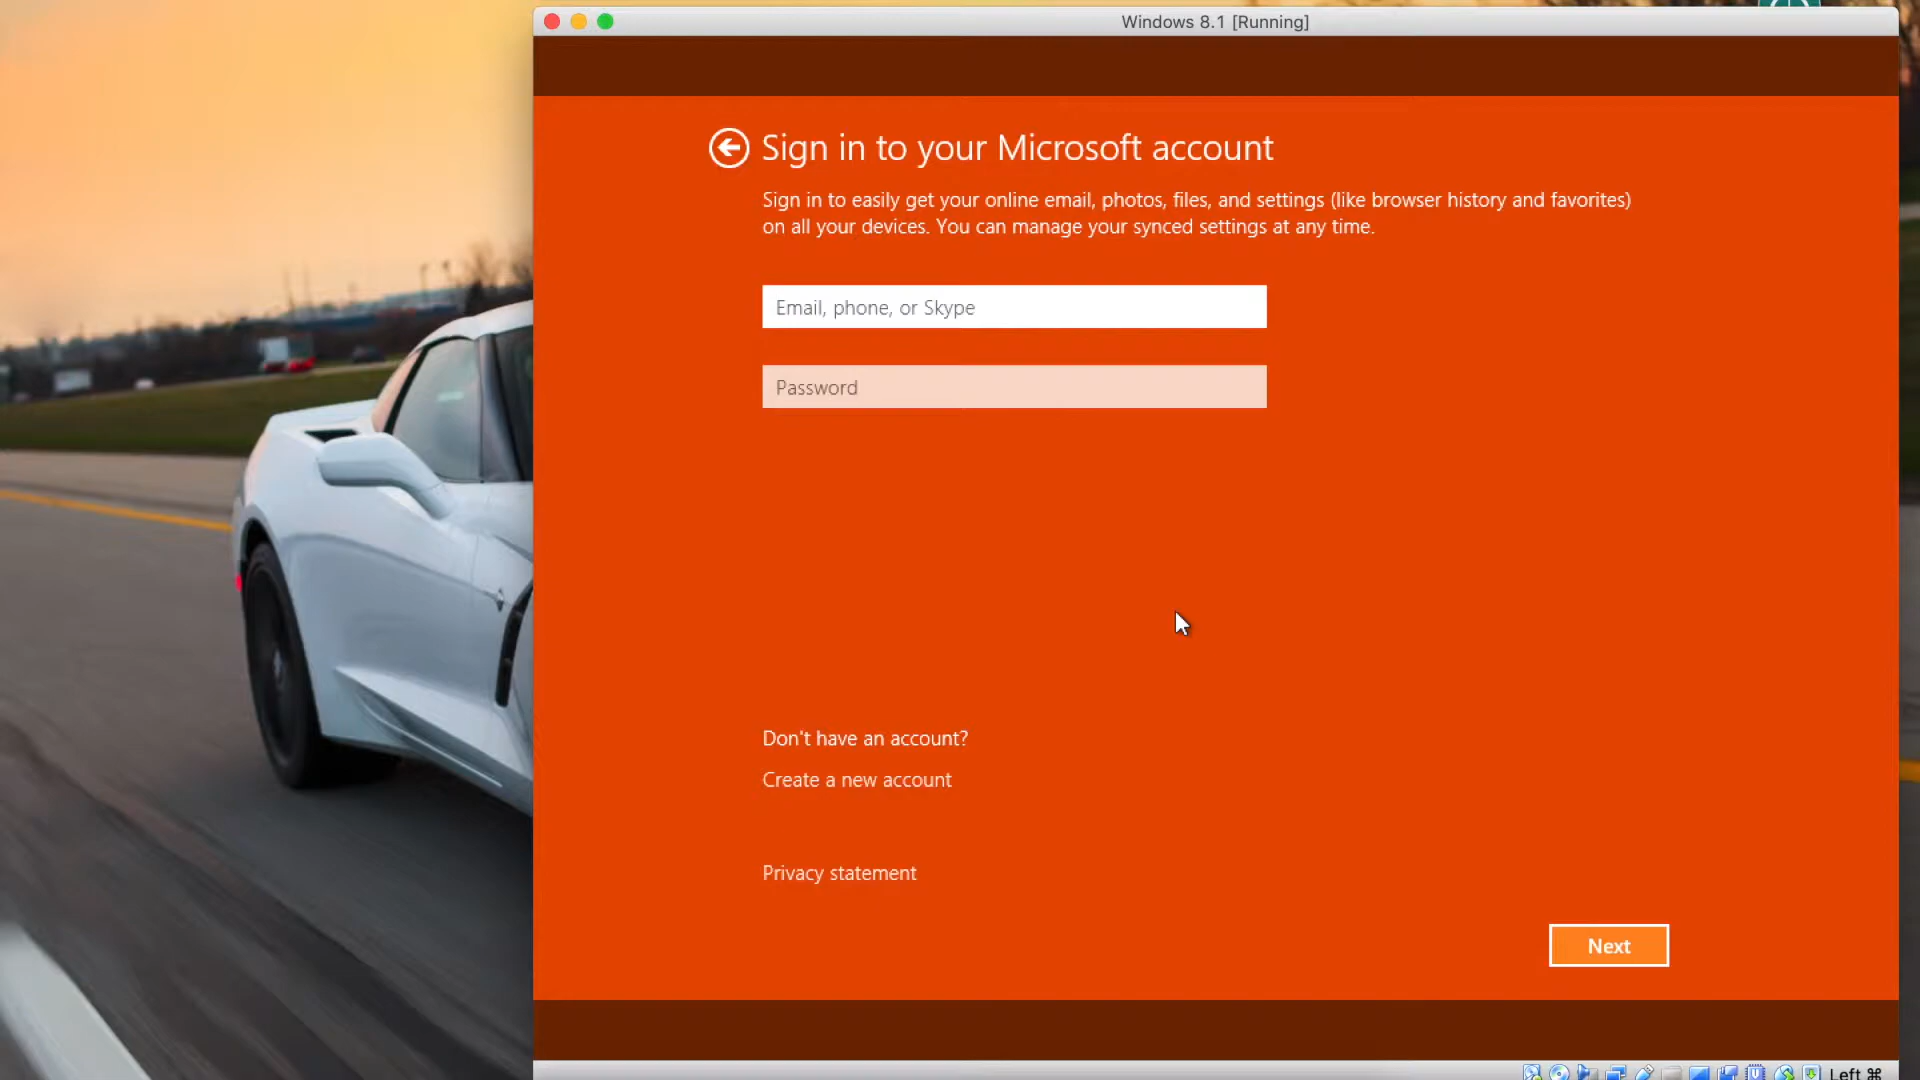 Windows 8.1 [Running]
Sign in to your Microsoft account
Sign in to easily get your online email, photos, files, and settings (like browser history and favorites)
on all your devices. You can manage your synced settings at any time.
Email, phone, or Skype
Password
Don't have an account?
Create a new account
Privacy statement
Next
Left ⌘